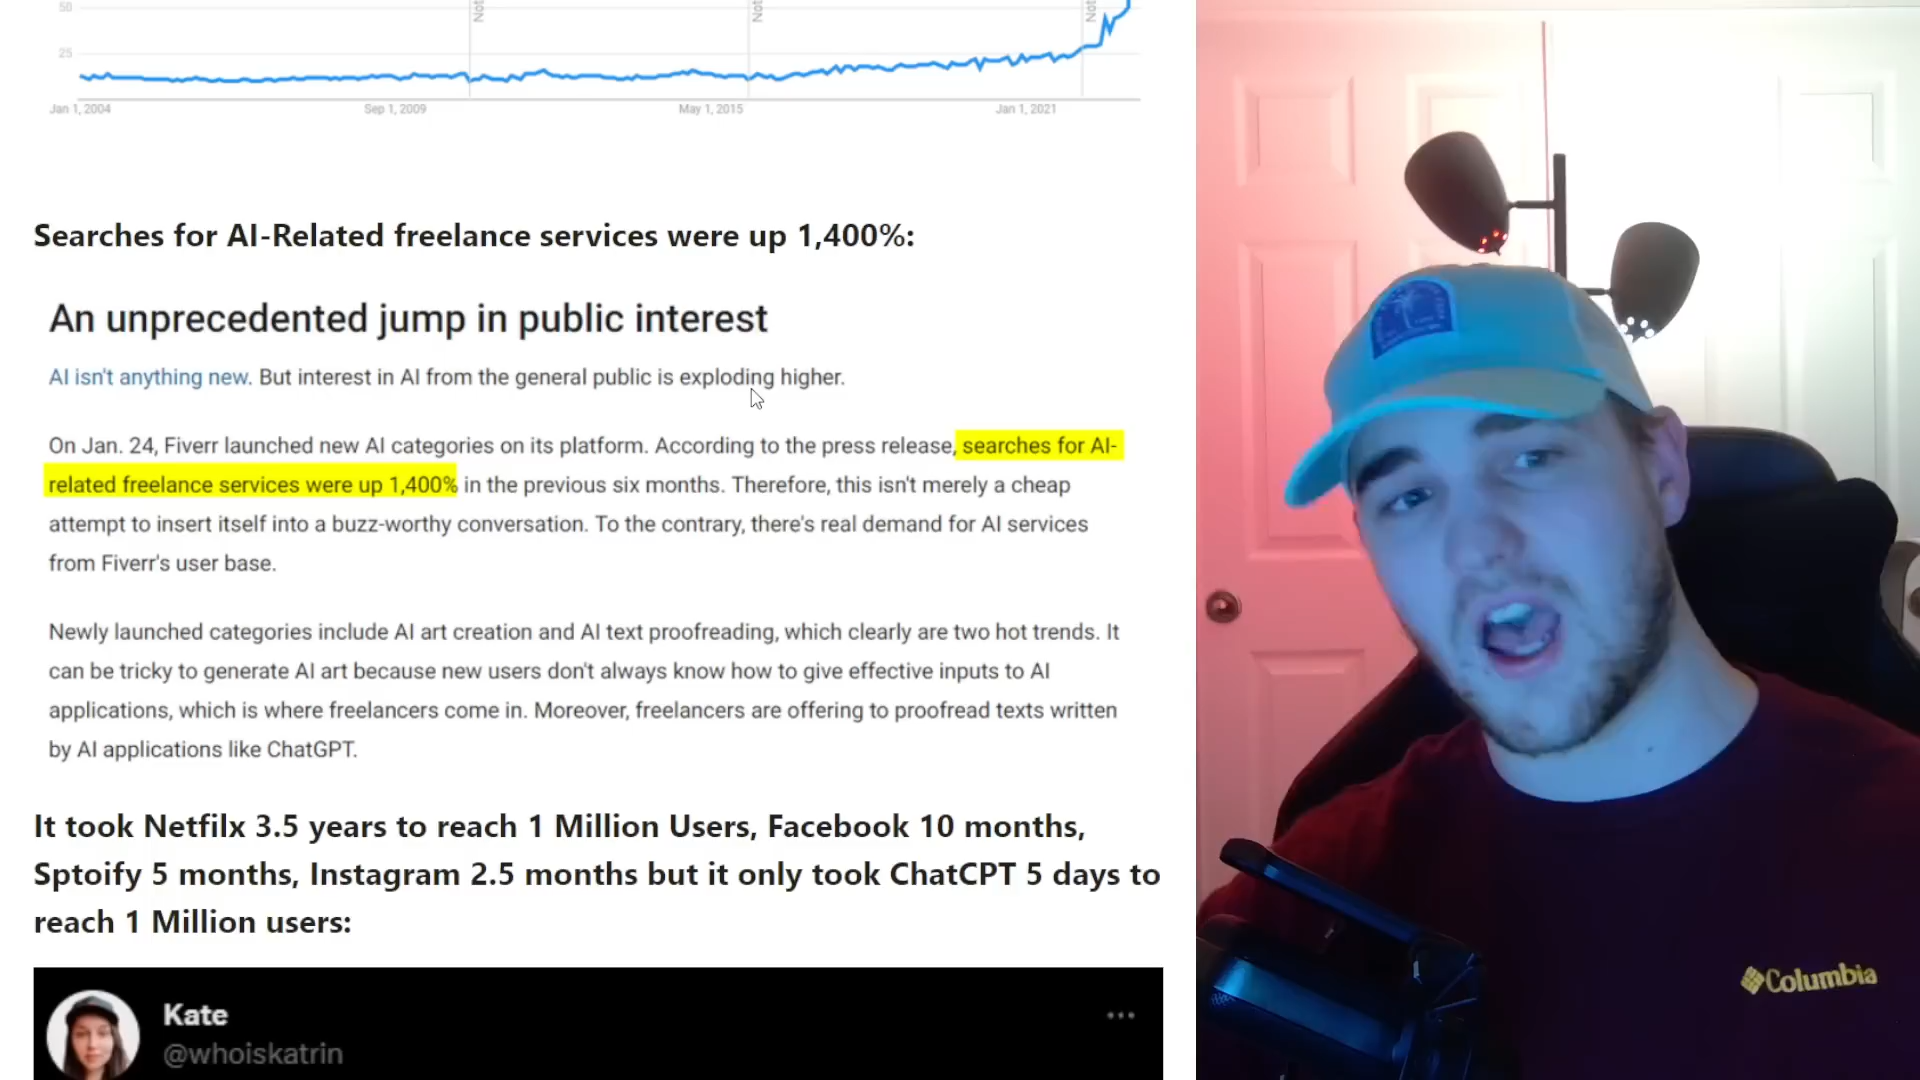 50
25
Not
Not
Not
Jan 1, 2004
Sep 1, 2009
May 1, 2015
Jan 1, 2021
Searches for AI-Related freelance services were up 1,400%:
An unprecedented jump in public interest
AI isn't anything new. But interest in AI from the general public is exploding higher.
On Jan. 24, Fiverr launched new AI categories on its platform. According to the press release, searches for AI-
related freelance services were up 1,400% in the previous six months. Therefore, this isn't merely a cheap
attempt to insert itself into a buzz-worthy conversation. To the contrary, there's real demand for AI services
from Fiverr's user base.
Newly launched categories include AI art creation and AI text proofreading, which clearly are two hot trends. It
can be tricky to generate AI art because new users don't always know how to give effective inputs to AI
applications, which is where freelancers come in. Moreover, freelancers are offering to proofread texts written
by AI applications like ChatGPT.
It took Netfilx 3.5 years to reach 1 Million Users, Facebook 10 months,
Sptoify 5 months, Instagram 2.5 months but it only took ChatCPT 5 days to
reach 1 Million users:
Kate
@whoiskatrin
Columbia